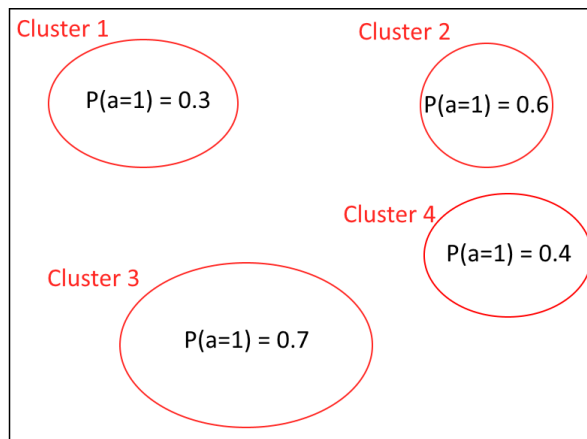 Cluster 1
P(a=1) = 0.3
Cluster 2
P(a=1) = 0.6
Cluster 4
P(a=1) = 0.4
Cluster 3
P(a=1) = 0.7